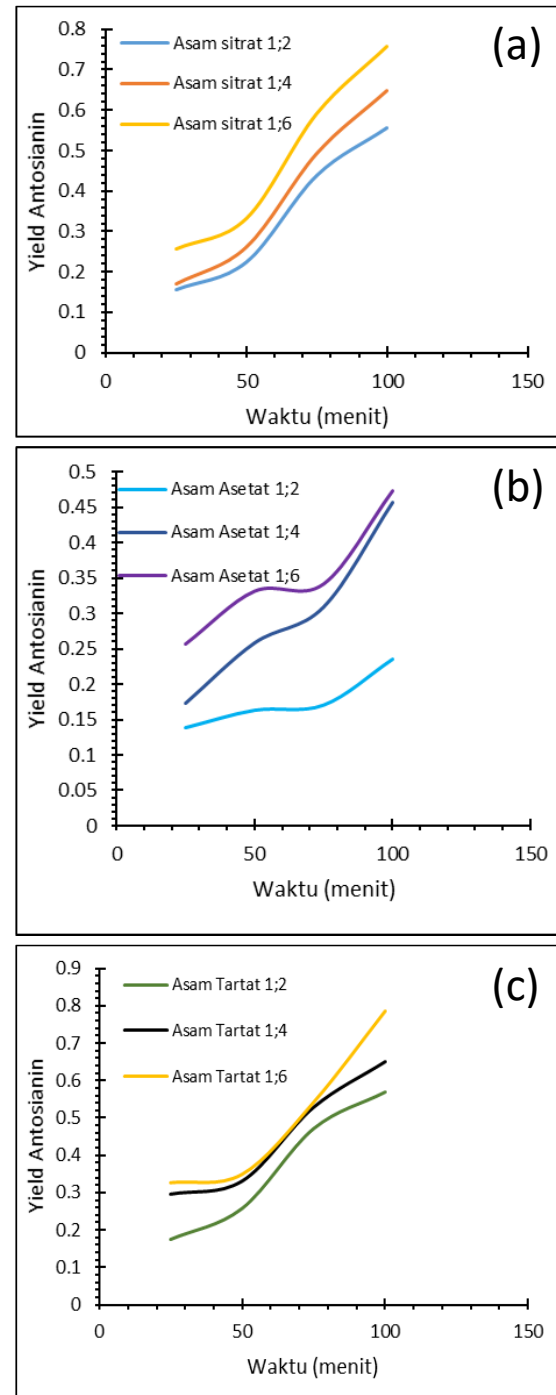 (a)
Asam sitrat 1;2
Asam sitrat 1;4
Asam sitrat 1;6
Yield Antosianin
0.8
0.7
0.6
0.5
0.4
0.3
0.2
0.1
0
0 50 100 150
Waktu (menit)
(b)
Asam Asetat 1;2
Asam Asetat 1;4
Asam Asetat 1;6
Yield Antosianin
0.5
0.45
0.4
0.35
0.3
0.25
0.2
0.15
0.1
0.05
0
0 50 100 150
Waktu (menit)
(c)
Asam Tartat 1;2
Asam Tartat 1;4
Asam Tartat 1;6
Yield Antosianin
0.9
0.8
0.7
0.6
0.5
0.4
0.3
0.2
0.1
0
0 50 100 150
Waktu (menit)